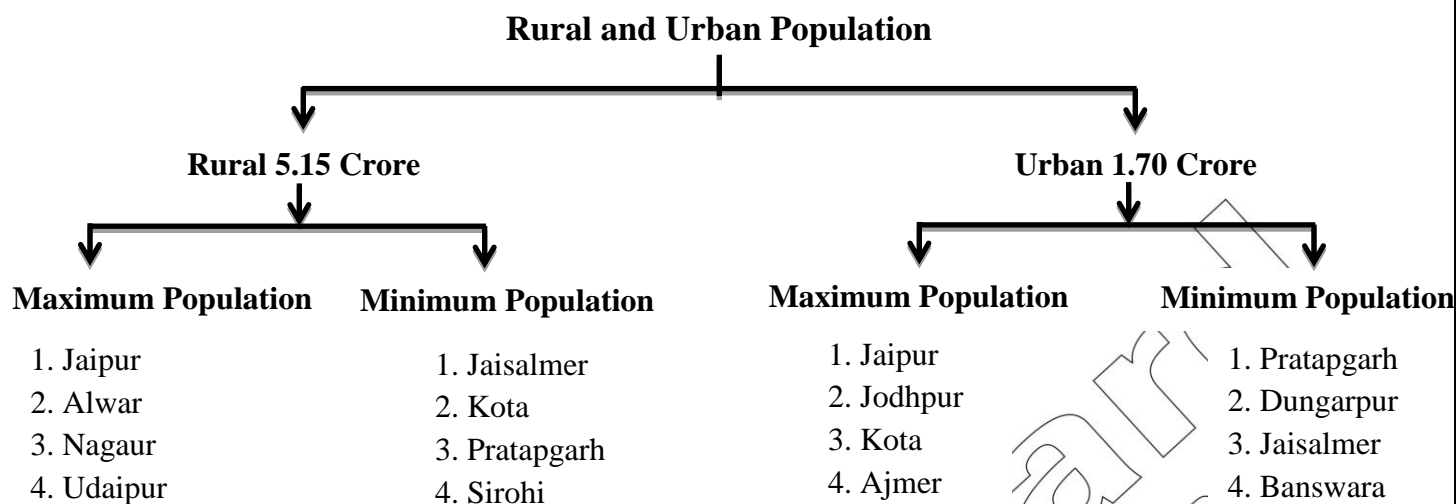 Rural and Urban Population
Rural 5.15 Crore
Urban 1.70 Crore
Maximum Population
1. Jaipur
2. Alwar
3. Nagaur
4. Udaipur
Minimum Population
1. Jaisalmer
2. Kota
3. Pratapgarh
4. Sirohi
Maximum Population
1. Jaipur
2. Jodhpur
3. Kota
4. Ajmer
Minimum Population
1. Pratapgarh
2. Dungarpur
3. Jaisalmer
4. Banswara